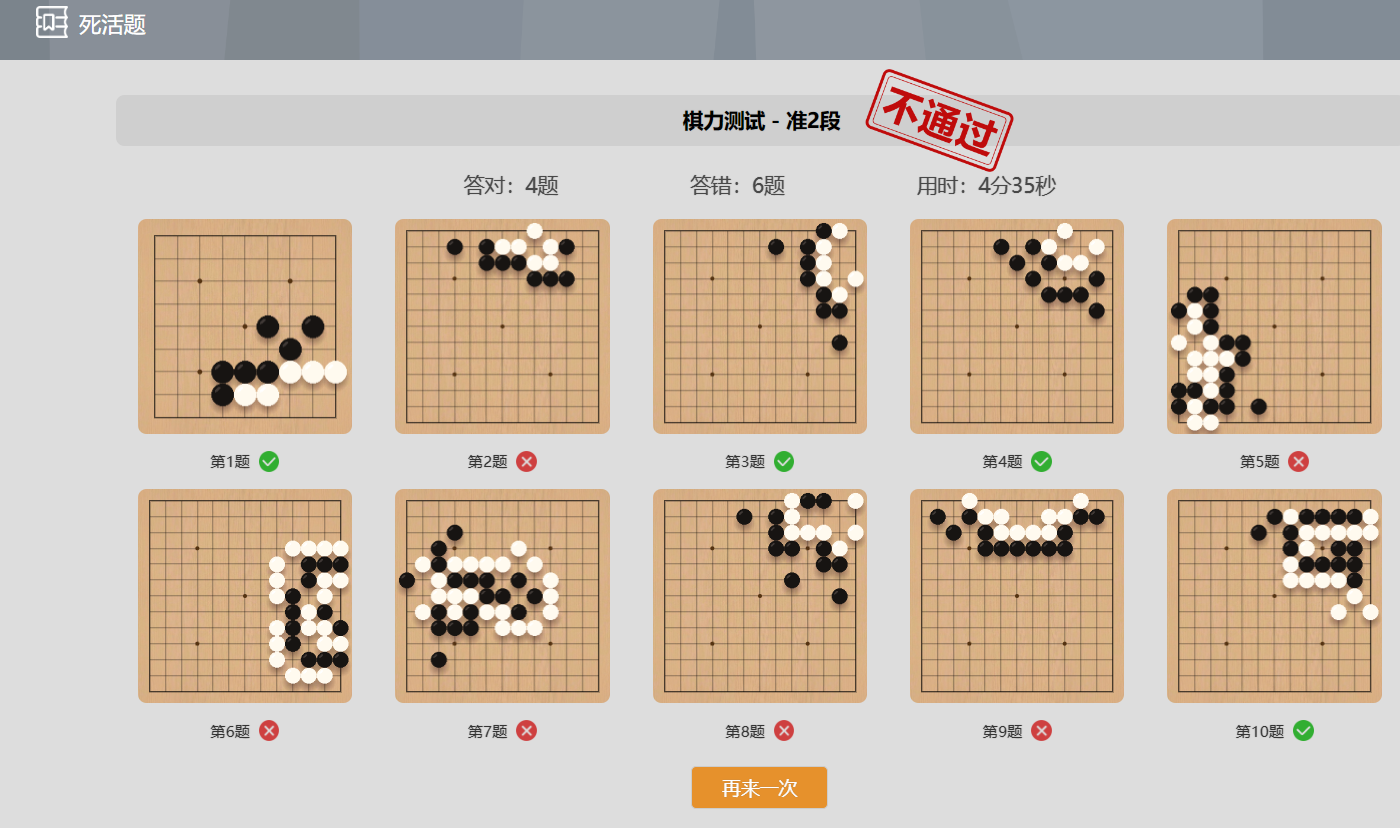 死活题
棋力测试 - 准2段
不通过
答对：4题 答错：6题 用时：4分35秒
第1题 第2题 第3题 第4题 第5题
第6题 第7题 第8题 第9题 第10题
再来一次